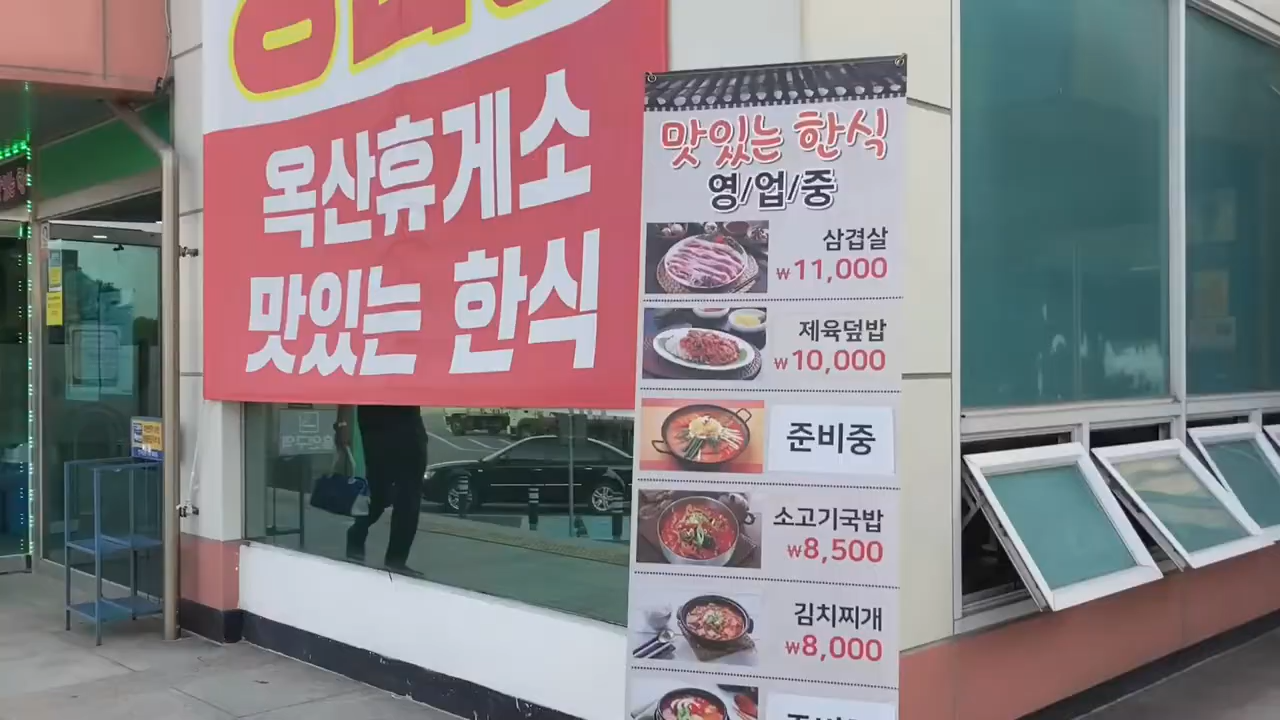 옥산휴게소
맛있는 한식
맛있는 한식
영/업/중
삼겹살
₩11,000
제육덮밥
₩10,000
준비중
소고기국밥
₩8,500
김치찌개
₩8,000